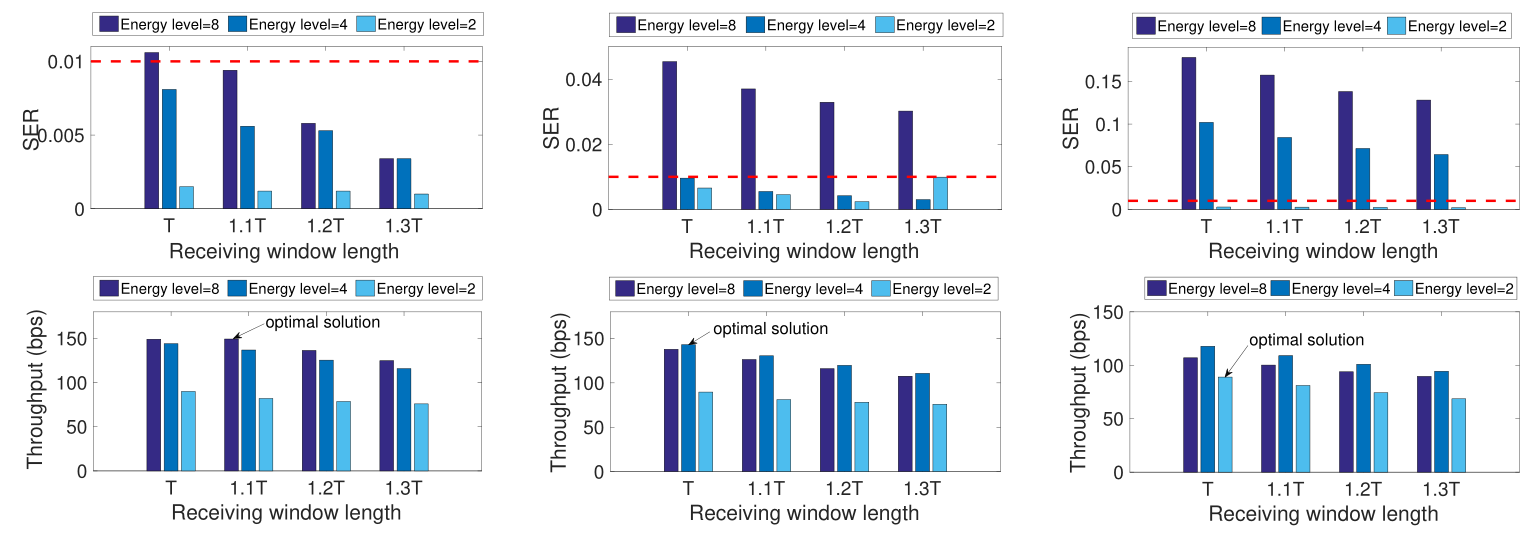 Energy level=8 Energy level=4 Energy level=2
SER
0.01
0.005
0
T 1.1T 1.2T 1.3T
Receiving window length
Energy level=8 Energy level=4 Energy level=2
SER
0.04
0.02
0
T 1.1T 1.2T 1.3T
Receiving window length
Energy level=8 Energy level=4 Energy level=2
SER
0.15
0.1
0.05
0
T 1.1T 1.2T 1.3T
Receiving window length
Energy level=8 Energy level=4 Energy level=2
Throughput (bps)
optimal solution
150
100
50
0
T 1.1T 1.2T 1.3T
Receiving window length
Energy level=8 Energy level=4 Energy level=2
Throughput (bps)
optimal solution
150
100
50
0
T 1.1T 1.2T 1.3T
Receiving window length
Energy level=8 Energy level=4 Energy level=2
Throughput (bps)
150
optimal solution
100
50
0
T 1.1T 1.2T 1.3T
Receiving window length